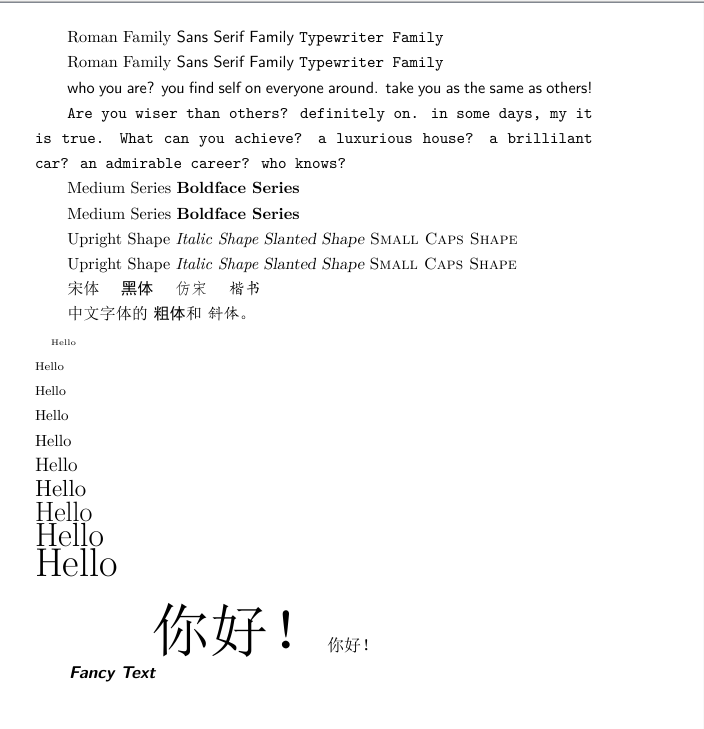 Roman Family Sans Serif Family Typewriter Family
Roman Family Sans Serif Family Typewriter Family
who you are? you find self on everyone around. take you as the same as others!
Are you wiser than others? definitely on. in some days, my it
is true. What can you achieve? a luxurious house? a brillilant
car? an admirable career? who knows?
Medium Series Boldface Series
Medium Series Boldface Series
Upright Shape Italic Shape Slanted Shape Small Caps Shape
Upright Shape Italic Shape Slanted Shape Small Caps Shape
宋体 黑体 仿宋 楷书
中文字体的 粗体和 斜体。
Hello
Hello
Hello
Hello
Hello
Hello
Hello
Hello
Hello
Hello
你好！ 你好！
Fancy Text